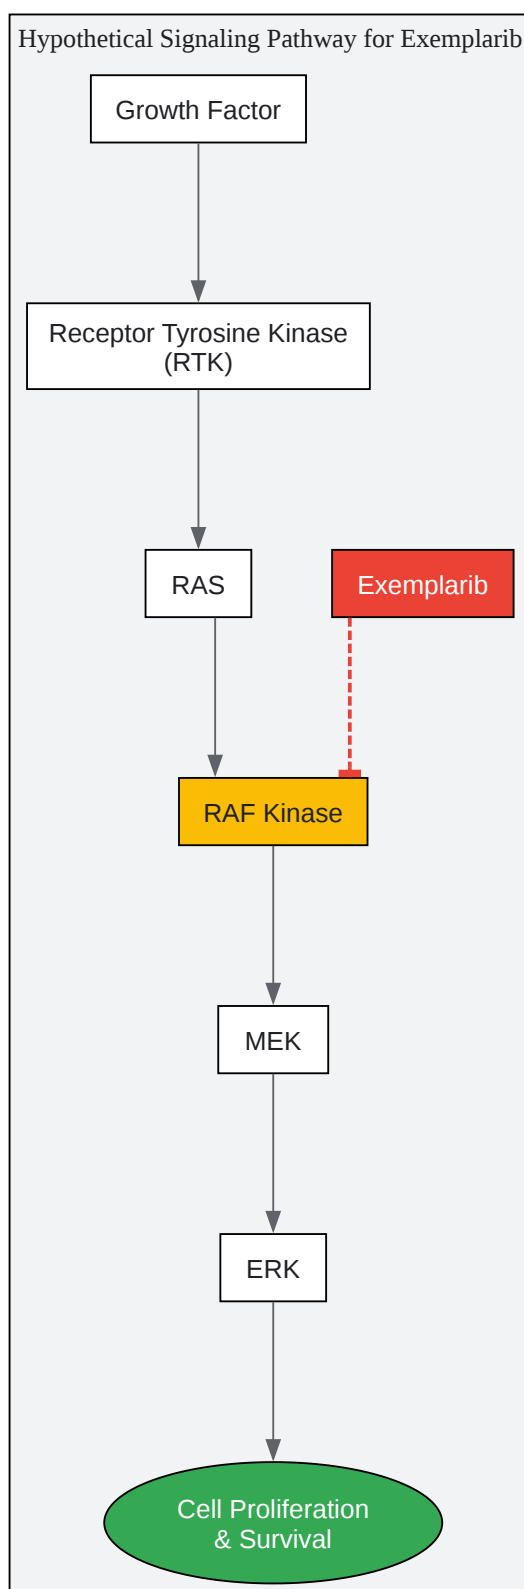 Hypothetical Signaling Pathway for Exemplarib
Growth Factor
Receptor Tyrosine Kinase
(RTK)
RAS
Exemplarib
RAF Kinase
MEK
ERK
Cell Proliferation
& Survival